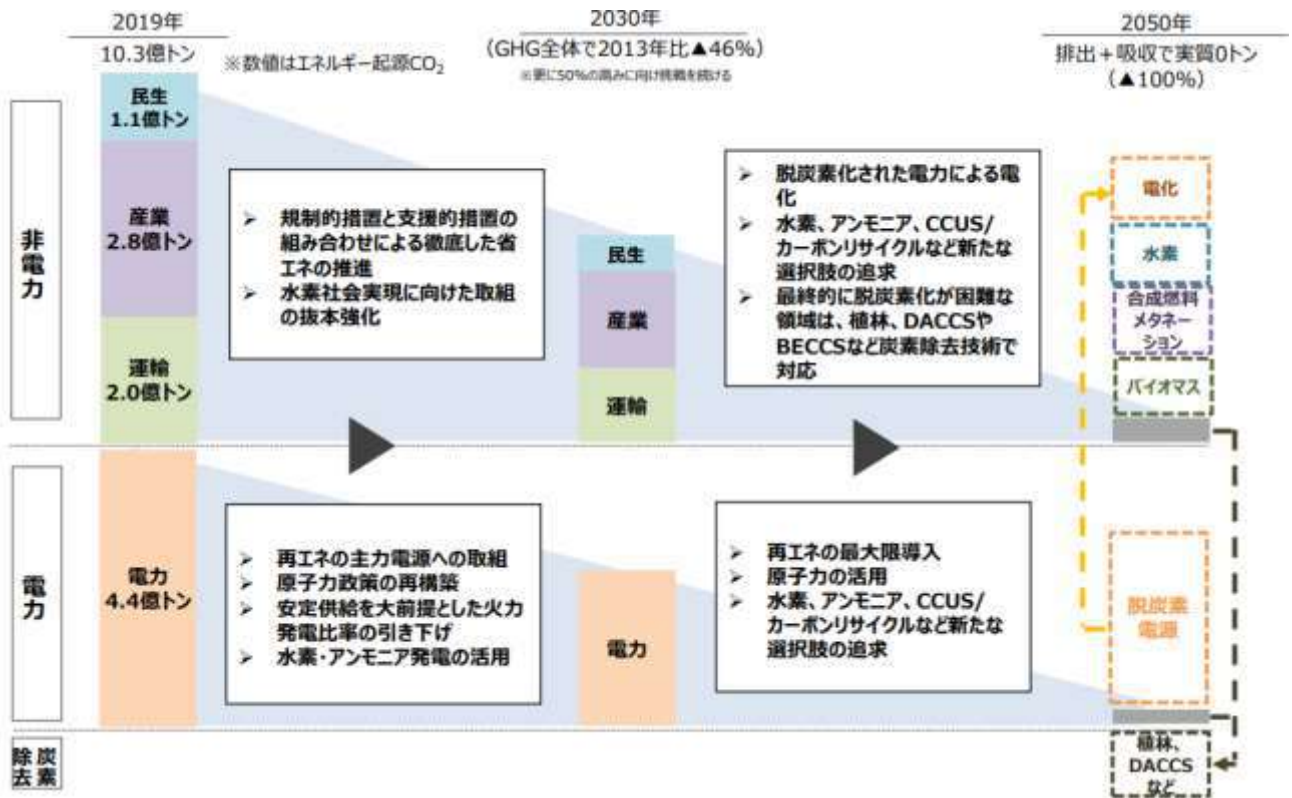 2019年
10.3億トン
※数値はエネルギー起源CO₂
2030年
(GHG全体で2013年比▲46%)
※更に50%の高みに向け挑戦を続ける
2050年
排出+吸収で実質0トン
(▲100%)
非電力
民生
1.1億トン
産業
2.8億トン
運輸
2.0億トン
➢ 規制的措置と支援的措置の
組み合わせによる徹底した省
エネの推進
➢ 水素社会実現に向けた取組
の抜本強化
民生
産業
運輸
➢ 脱炭素化された電力による電
化
➢ 水素、アンモニア、CCUS/
カーボンリサイクルなど新たな
選択肢の追求
➢ 最終的に脱炭素化が困難な
領域は、植林、DACCSや
BECCSなど炭素除去技術で
対応
電化
水素
合成燃料
メタネー
ション
バイオマス
電力
電力
4.4億トン
➢ 再エネの主力電源への取組
➢ 原子力政策の再構築
➢ 安定供給を大前提とした火力
発電比率の引き下げ
➢ 水素・アンモニア発電の活用
電力
➢ 再エネの最大限導入
➢ 原子力の活用
➢ 水素、アンモニア、CCUS/
カーボンリサイクルなど新たな
選択肢の追求
脱炭素
電源
炭素
除去
植林、
DACCS
など